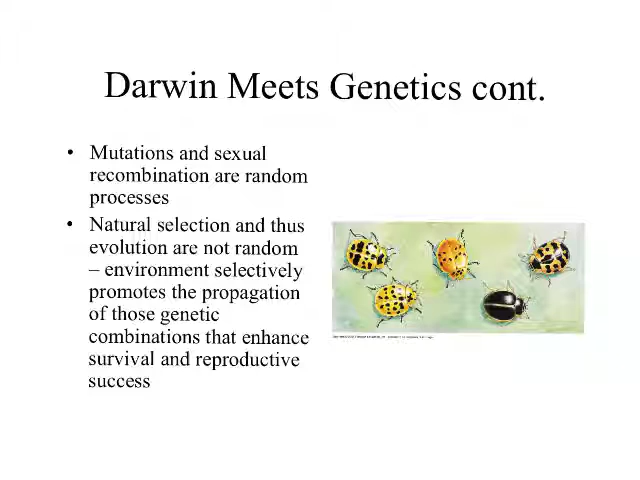 Darwin Meets Genetics cont.
• Mutations and sexual
recombination are random
processes
• Natural selection and thus
evolution are not random
– environment selectively
promotes the propagation
of those genetic
combinations that enhance
survival and reproductive
success